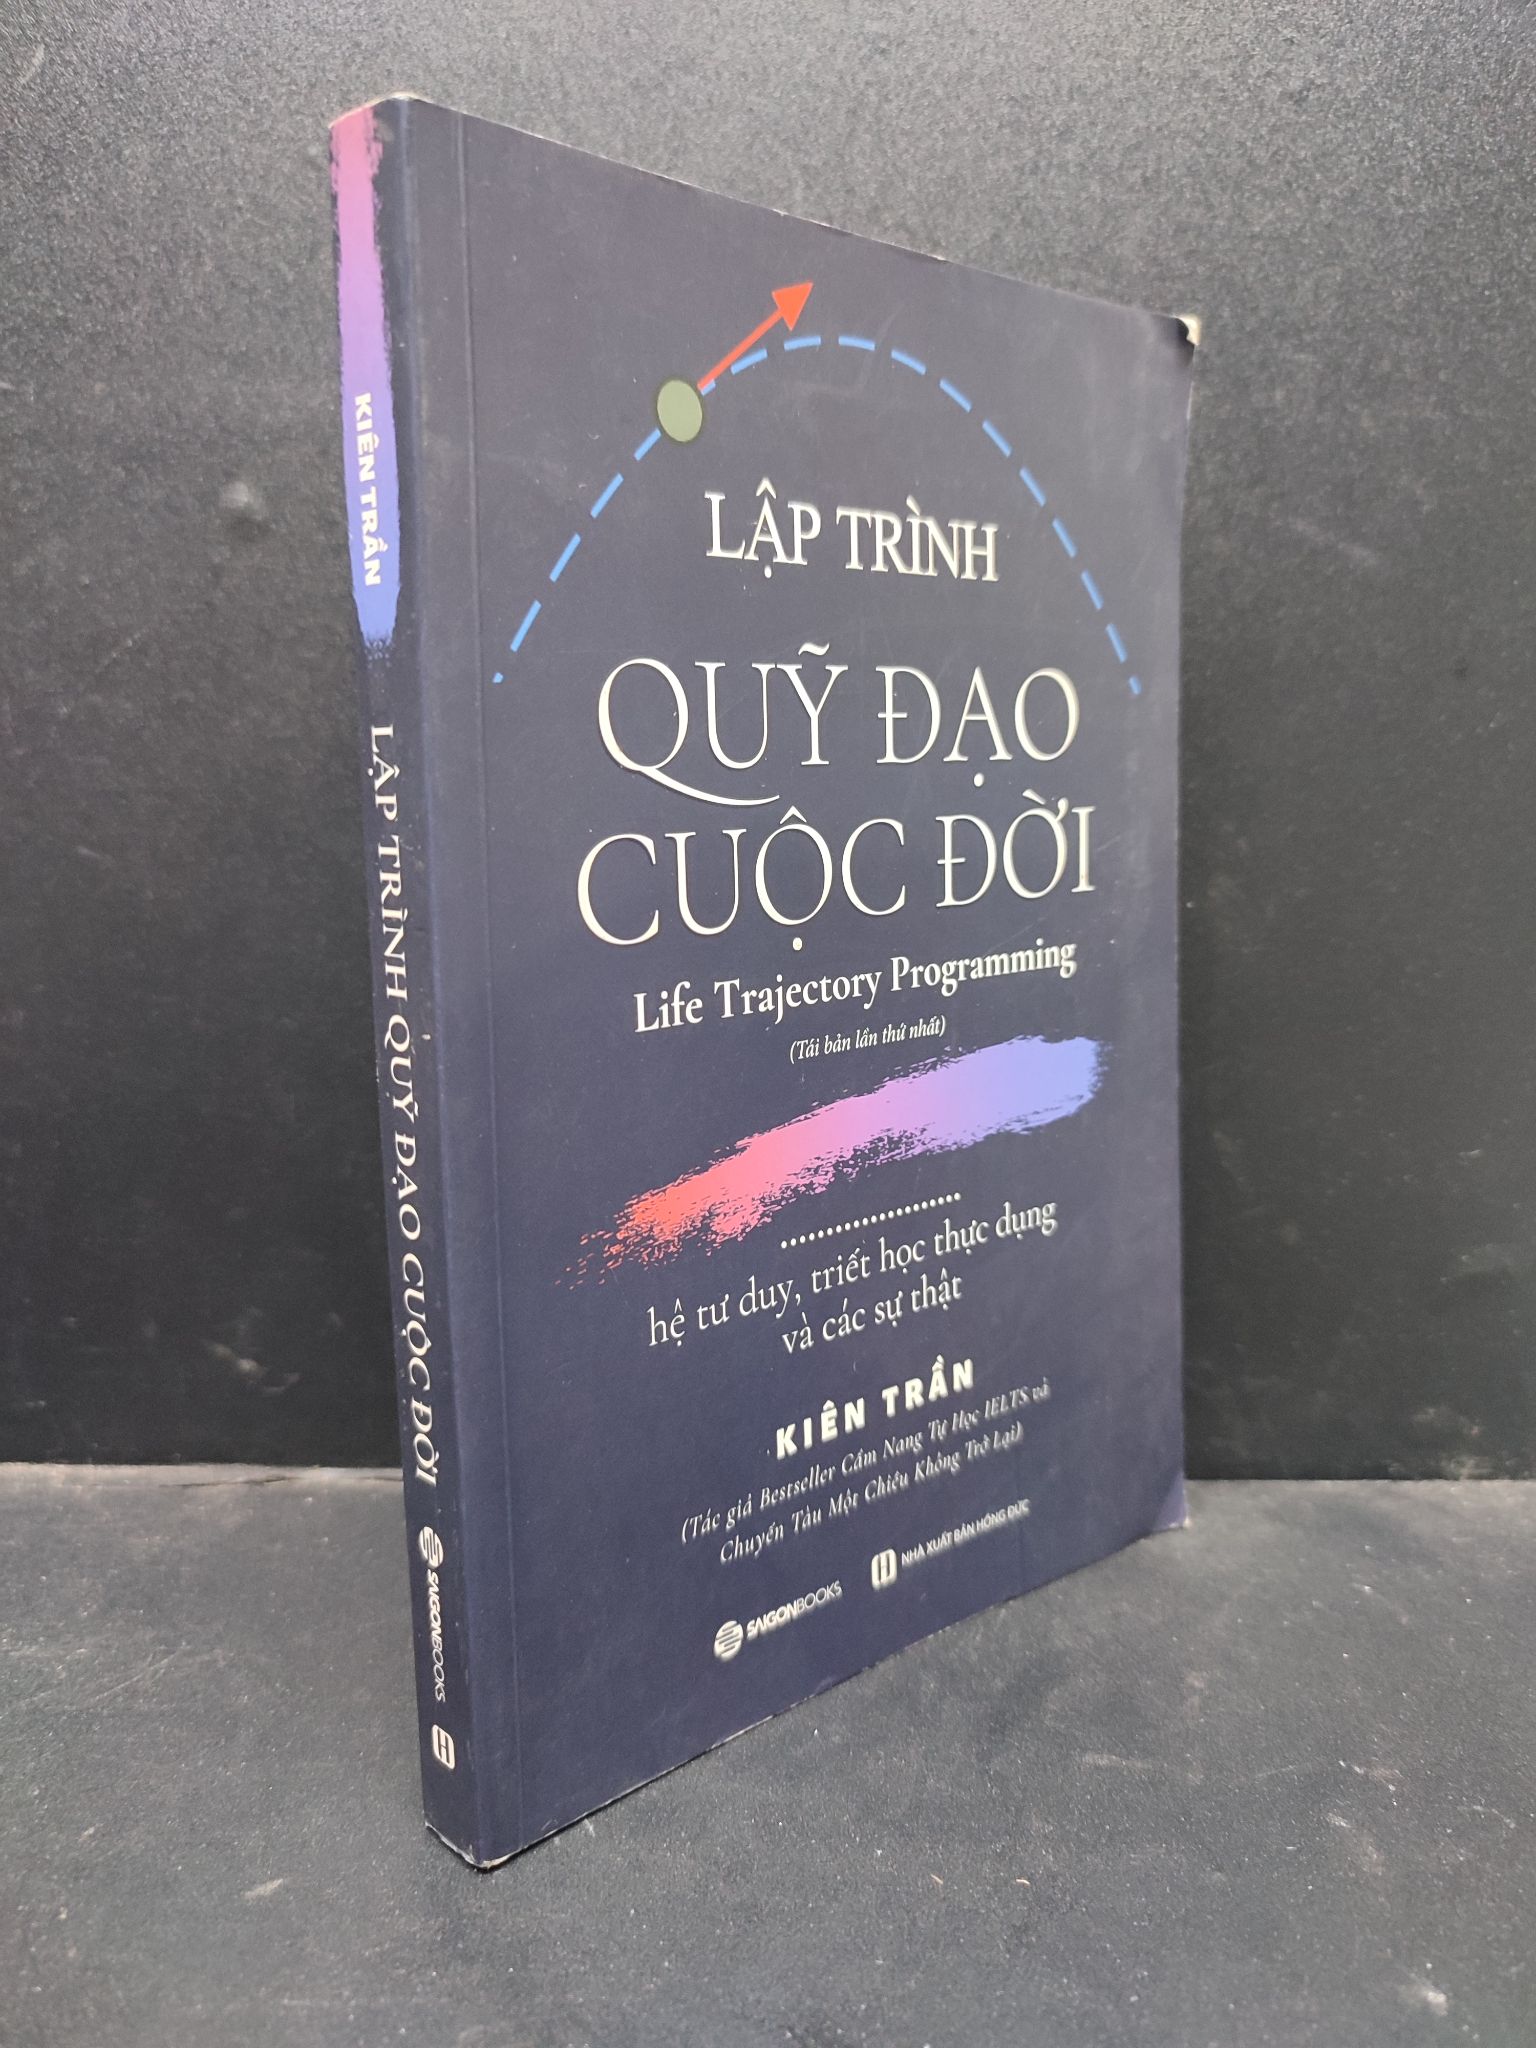 LẬP TRÌNH
QUỸ ĐẠO
CUỘC ĐỜI
Life Trajectory Programming
(Tái bản lần thứ nhất)
hệ tư duy, triết học thực dụng
và các sự thật
KIÊN TRẦN
(Tác giả Bestseller Cẩm Nang Tự Học IELTS và
Chuyến Tàu Một Chiều Không Trở Lại)
SAIGONBOOKS
H NHÀ XUẤT BẢN HỒNG ĐỨC
KIÊN TRẦN
LẬP TRÌNH QUỸ ĐẠO CUỘC ĐỜI
SAIGONBOOKS
H